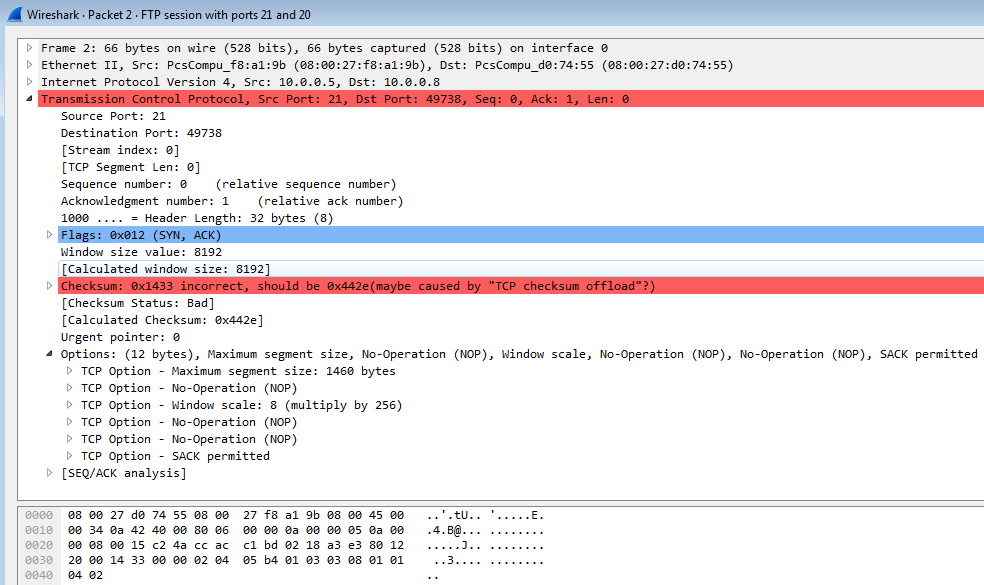 Wireshark · Packet 2 · FTP session with ports 21 and 20
Frame 2: 66 bytes on wire (528 bits), 66 bytes captured (528 bits) on interface 0
Ethernet II, Src: PcsCompu_f8:a1:9b (08:00:27:f8:a1:9b), Dst: PcsCompu_d0:74:55 (08:00:27:d0:74:55)
Internet Protocol Version 4, Src: 10.0.0.5, Dst: 10.0.0.8
Transmission Control Protocol, Src Port: 21, Dst Port: 49738, Seq: 0, Ack: 1, Len: 0
Source Port: 21
Destination Port: 49738
[Stream index: 0]
[TCP Segment Len: 0]
Sequence number: 0    (relative sequence number)
Acknowledgment number: 1    (relative ack number)
1000 .... = Header Length: 32 bytes (8)
Flags: 0x012 (SYN, ACK)
Window size value: 8192
[Calculated window size: 8192]
Checksum: 0x1433 incorrect, should be 0x442e(maybe caused by "TCP checksum offload"?)
[Checksum Status: Bad]
[Calculated Checksum: 0x442e]
Urgent pointer: 0
Options: (12 bytes), Maximum segment size, No-Operation (NOP), Window scale, No-Operation (NOP), No-Operation (NOP), SACK permitted
TCP Option - Maximum segment size: 1460 bytes
TCP Option - No-Operation (NOP)
TCP Option - Window scale: 8 (multiply by 256)
TCP Option - No-Operation (NOP)
TCP Option - No-Operation (NOP)
TCP Option - SACK permitted
[SEQ/ACK analysis]
0000  08 00 27 d0 74 55 08 00  27 f8 a1 9b 08 00 45 00   ..'.tU.. '.....E.
0010  00 34 0a 42 40 00 80 06  00 00 0a 00 00 05 0a 00   .4.B@... ........
0020  00 08 00 15 c2 4a cc ac  c1 bd 02 18 a3 e3 80 12   .....J.. ........
0030  20 00 14 33 00 00 02 04  05 b4 01 03 03 08 01 01   ..3.... ........
0040  04 02   ..